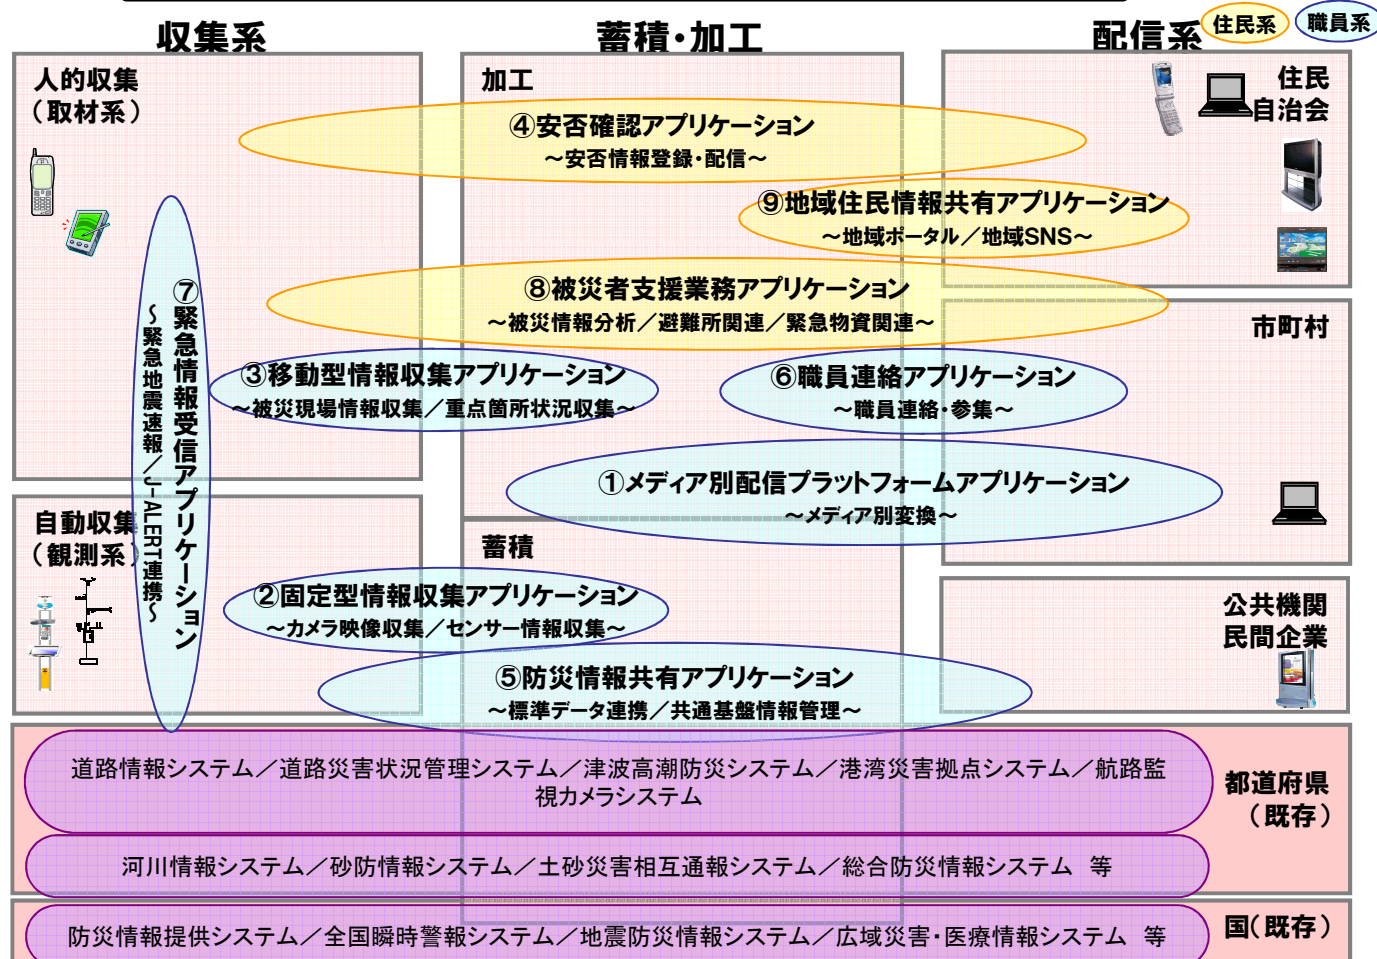 収集系
蓄積・加工
配信系
住民系
職員系
人的収集
（取材系）
加工
住民
自治会
④安否確認アプリケーション
～安否情報登録・配信～
⑨地域住民情報共有アプリケーション
～地域ポータル／地域SNS～
⑧被災者支援業務アプリケーション
～被災情報分析／避難所関連／緊急物資関連～
市町村
⑦緊急情報受信アプリケーション
～緊急地震速報／J-ALERT連携～
③移動型情報収集アプリケーション
～被災現場情報収集／重点箇所状況収集～
⑥職員連絡アプリケーション
～職員連絡・参集～
①メディア別配信プラットフォームアプリケーション
～メディア別変換～
自動収集
（観測系）
蓄積
②固定型情報収集アプリケーション
～カメラ映像収集／センサー情報収集～
公共機関
民間企業
⑤防災情報共有アプリケーション
～標準データ連携／共通基盤情報管理～
道路情報システム／道路災害状況管理システム／津波高潮防災システム／港湾災害拠点システム／航路監
視カメラシステム
都道府県
（既存）
河川情報システム／砂防情報システム／土砂災害相互通報システム／総合防災情報システム　等
防災情報提供システム／全国瞬時警報システム／地震防災情報システム／広域災害・医療情報システム　等
国（既存）